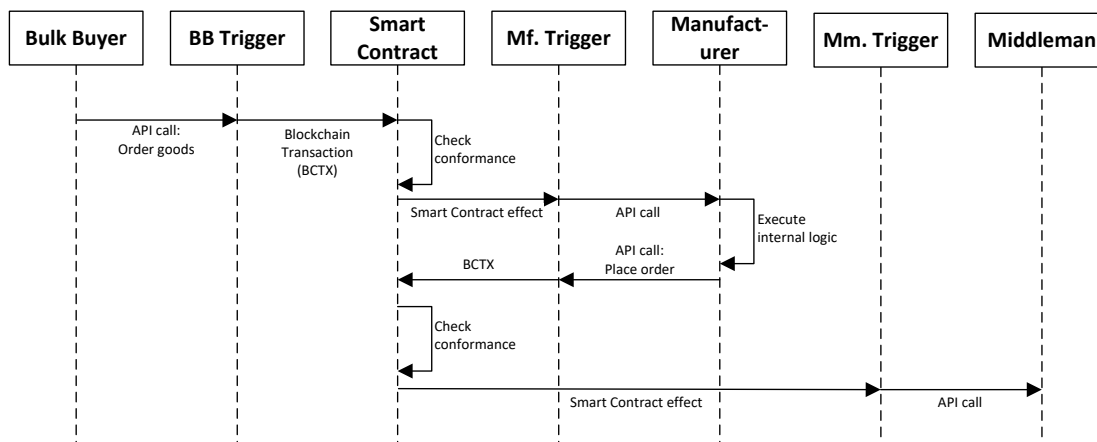 Bulk Buyer
BB Trigger
Smart
Contract
Mf. Trigger
Manufact-
urer
Mm. Trigger
Middleman
API call:
Order goods
Blockchain
Transaction
(BCTX)
Check
conformance
Smart Contract effect
API call
Execute
internal logic
API call:
Place order
BCTX
Check
conformance
Smart Contract effect
API call